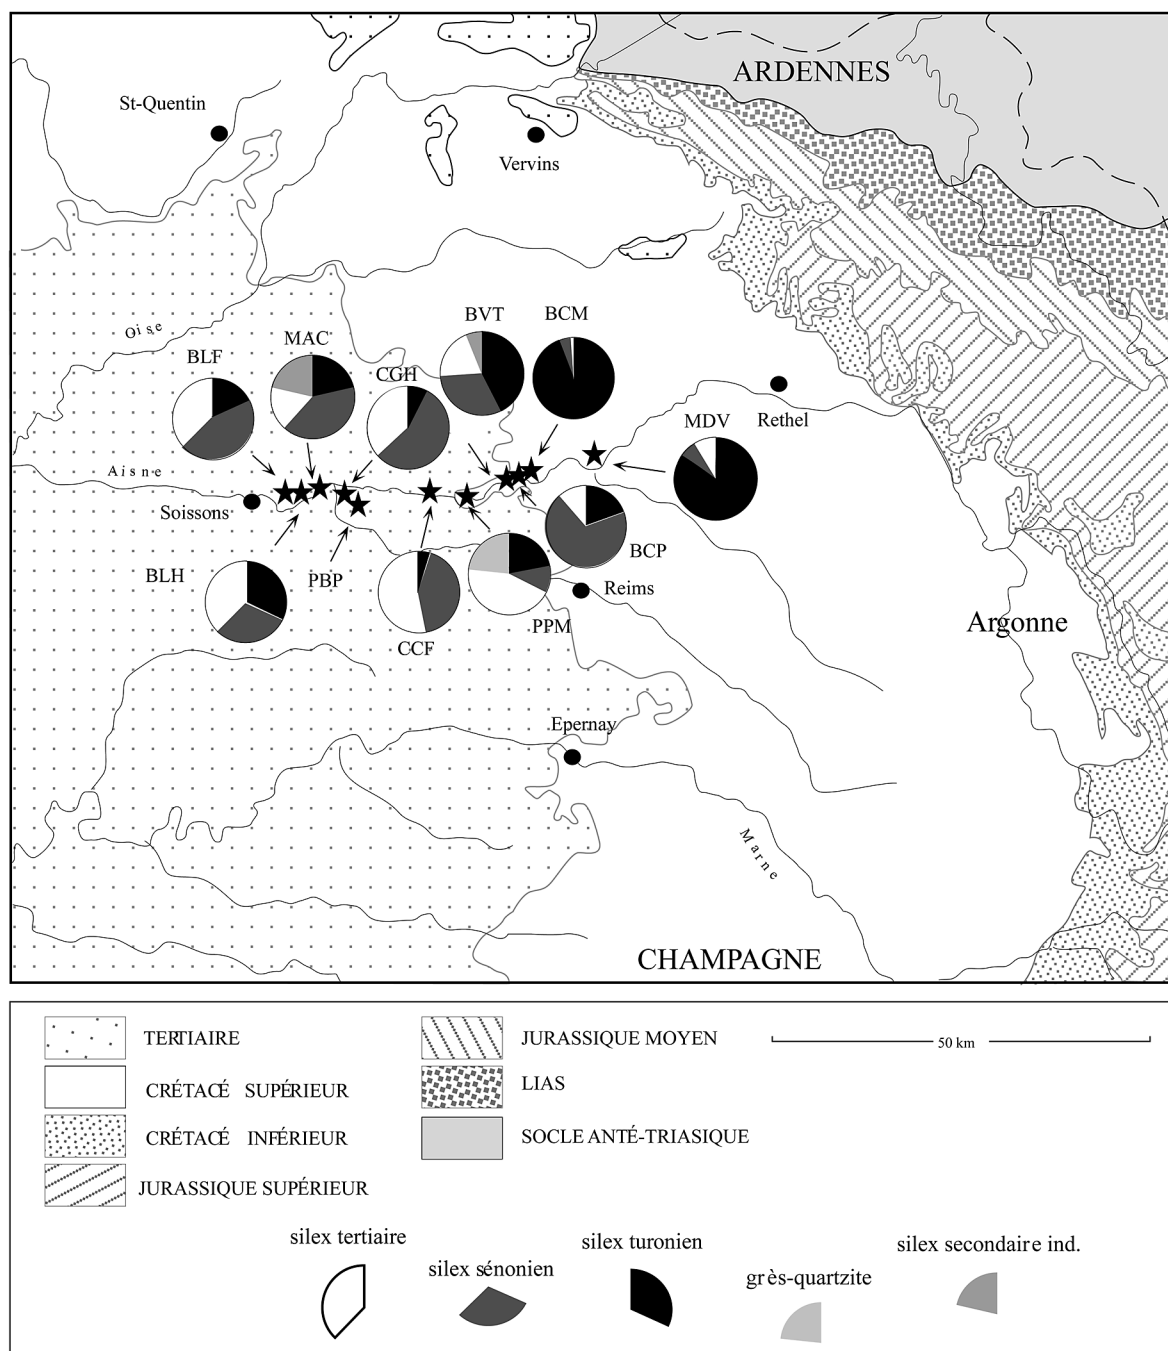 ARDENNES
St-Quentin
Vervins
Oise
BVT
BCM
MAC
BLF
CGH
Rethel
MDV
Aisne
Soissons
BCP
BLH
PBP
Reims
PPM
CCF
Argonne
Epernay
Marne
CHAMPAGNE
TERTIAIRE
CRÉTACÉ SUPÉRIEUR
CRÉTACÉ INFÉRIEUR
JURASSIQUE SUPÉRIEUR
JURASSIQUE MOYEN
LIAS
SOCLE ANTÉ-TRIASIQUE
50 km
silex tertiaire
silex sénonien
silex turonien
grès-quartzite
silex secondaire ind.